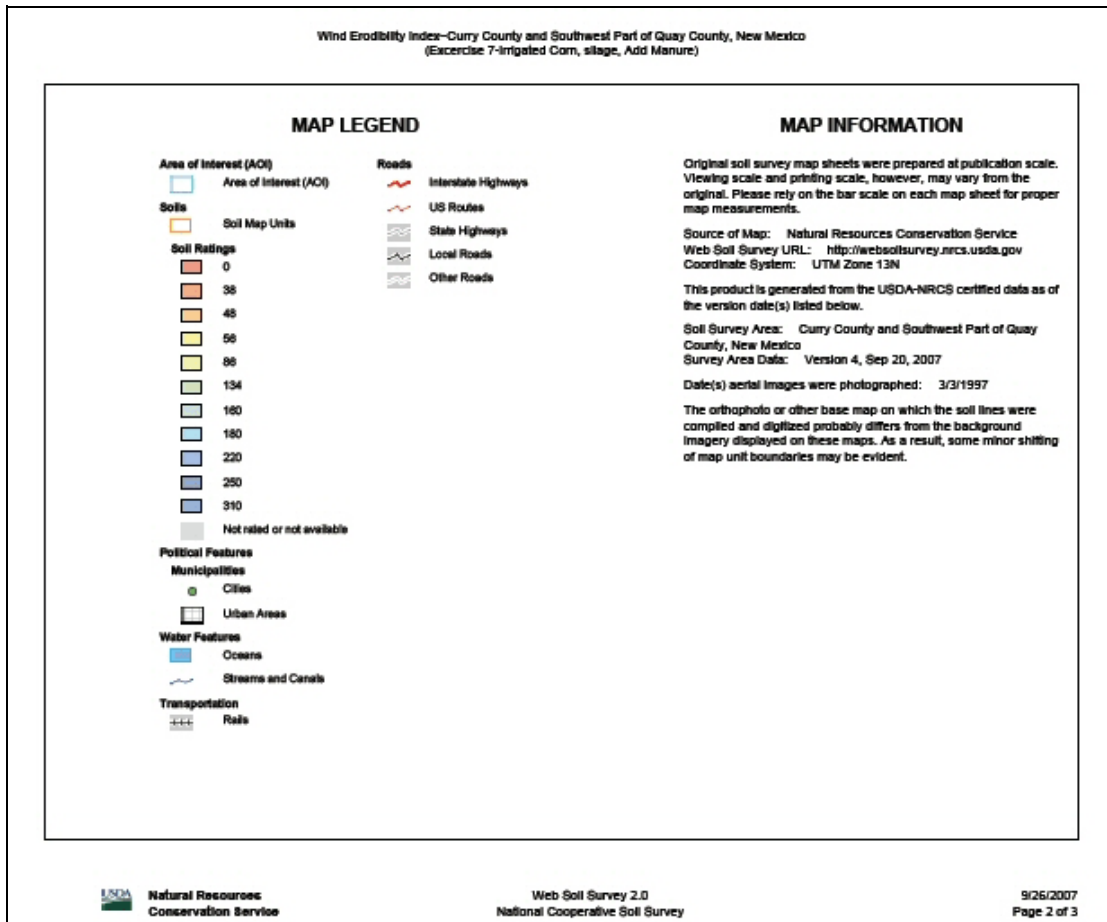 Wind Erodibility Index–Curry County and Southwest Part of Quay County, New Mexico
(Excercise 7-Irrigated Corn, silage, Add Manure)
MAP LEGEND
Area of Interest (AOI)
Area of Interest (AOI)
Soils
Soil Map Units
Soil Ratings
0
38
48
56
86
134
160
180
220
250
310
Not rated or not available
Political Features
Municipalities
Cities
Urban Areas
Water Features
Oceans
Streams and Canals
Transportation
Rails
Roads
Interstate Highways
US Routes
State Highways
Local Roads
Other Roads
MAP INFORMATION
Original soil survey map sheets were prepared at publication scale.
Viewing scale and printing scale, however, may vary from the
original. Please rely on the bar scale on each map sheet for proper
map measurements.
Source of Map: Natural Resources Conservation Service
Web Soil Survey URL: http://websoilsurvey.nrcs.usda.gov
Coordinate System: UTM Zone 13N
This product is generated from the USDA-NRCS certified data as of
the version date(s) listed below.
Soil Survey Area: Curry County and Southwest Part of Quay
County, New Mexico
Survey Area Data: Version 4, Sep 20, 2007
Date(s) aerial images were photographed: 3/3/1997
The orthophoto or other base map on which the soil lines were
compiled and digitized probably differs from the background
imagery displayed on these maps. As a result, some minor shifting
of map unit boundaries may be evident.
USDA
Natural Resources
Conservation Service
Web Soil Survey 2.0
National Cooperative Soil Survey
9/26/2007
Page 2 of 3